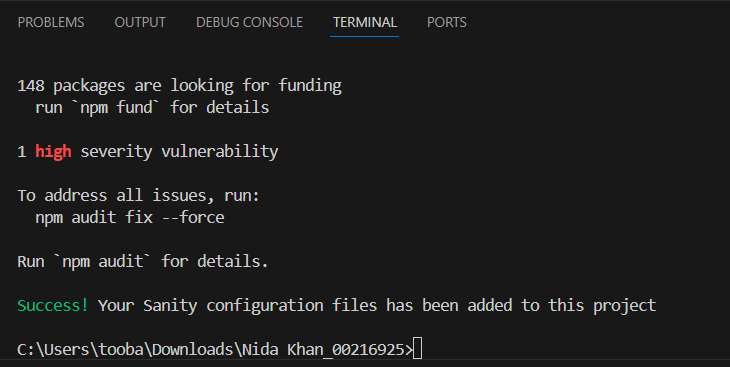 PROBLEMS OUTPUT DEBUG CONSOLE TERMINAL PORTS
148 packages are looking for funding
run `npm fund` for details
1 high severity vulnerability
To address all issues, run:
npm audit fix --force
Run `npm audit` for details.
Success! Your Sanity configuration files has been added to this project
C:\Users\tooba\Downloads\Nida Khan_00216925>